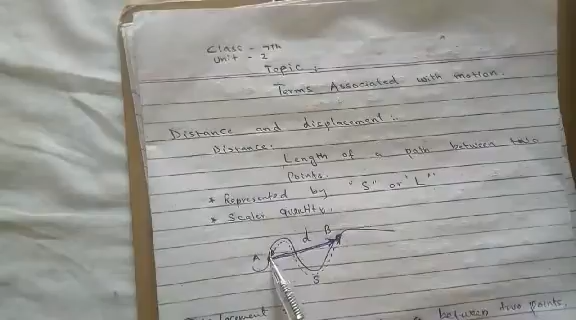 Class - 7th
Unit - 2
Topic :
Terms Associated with motion.
Distance and displacement :-
Distance.
Length of a path between two
Points.
* Represented by "S" or "L"
* Scaler quantity.
d B
A
S
between two points.